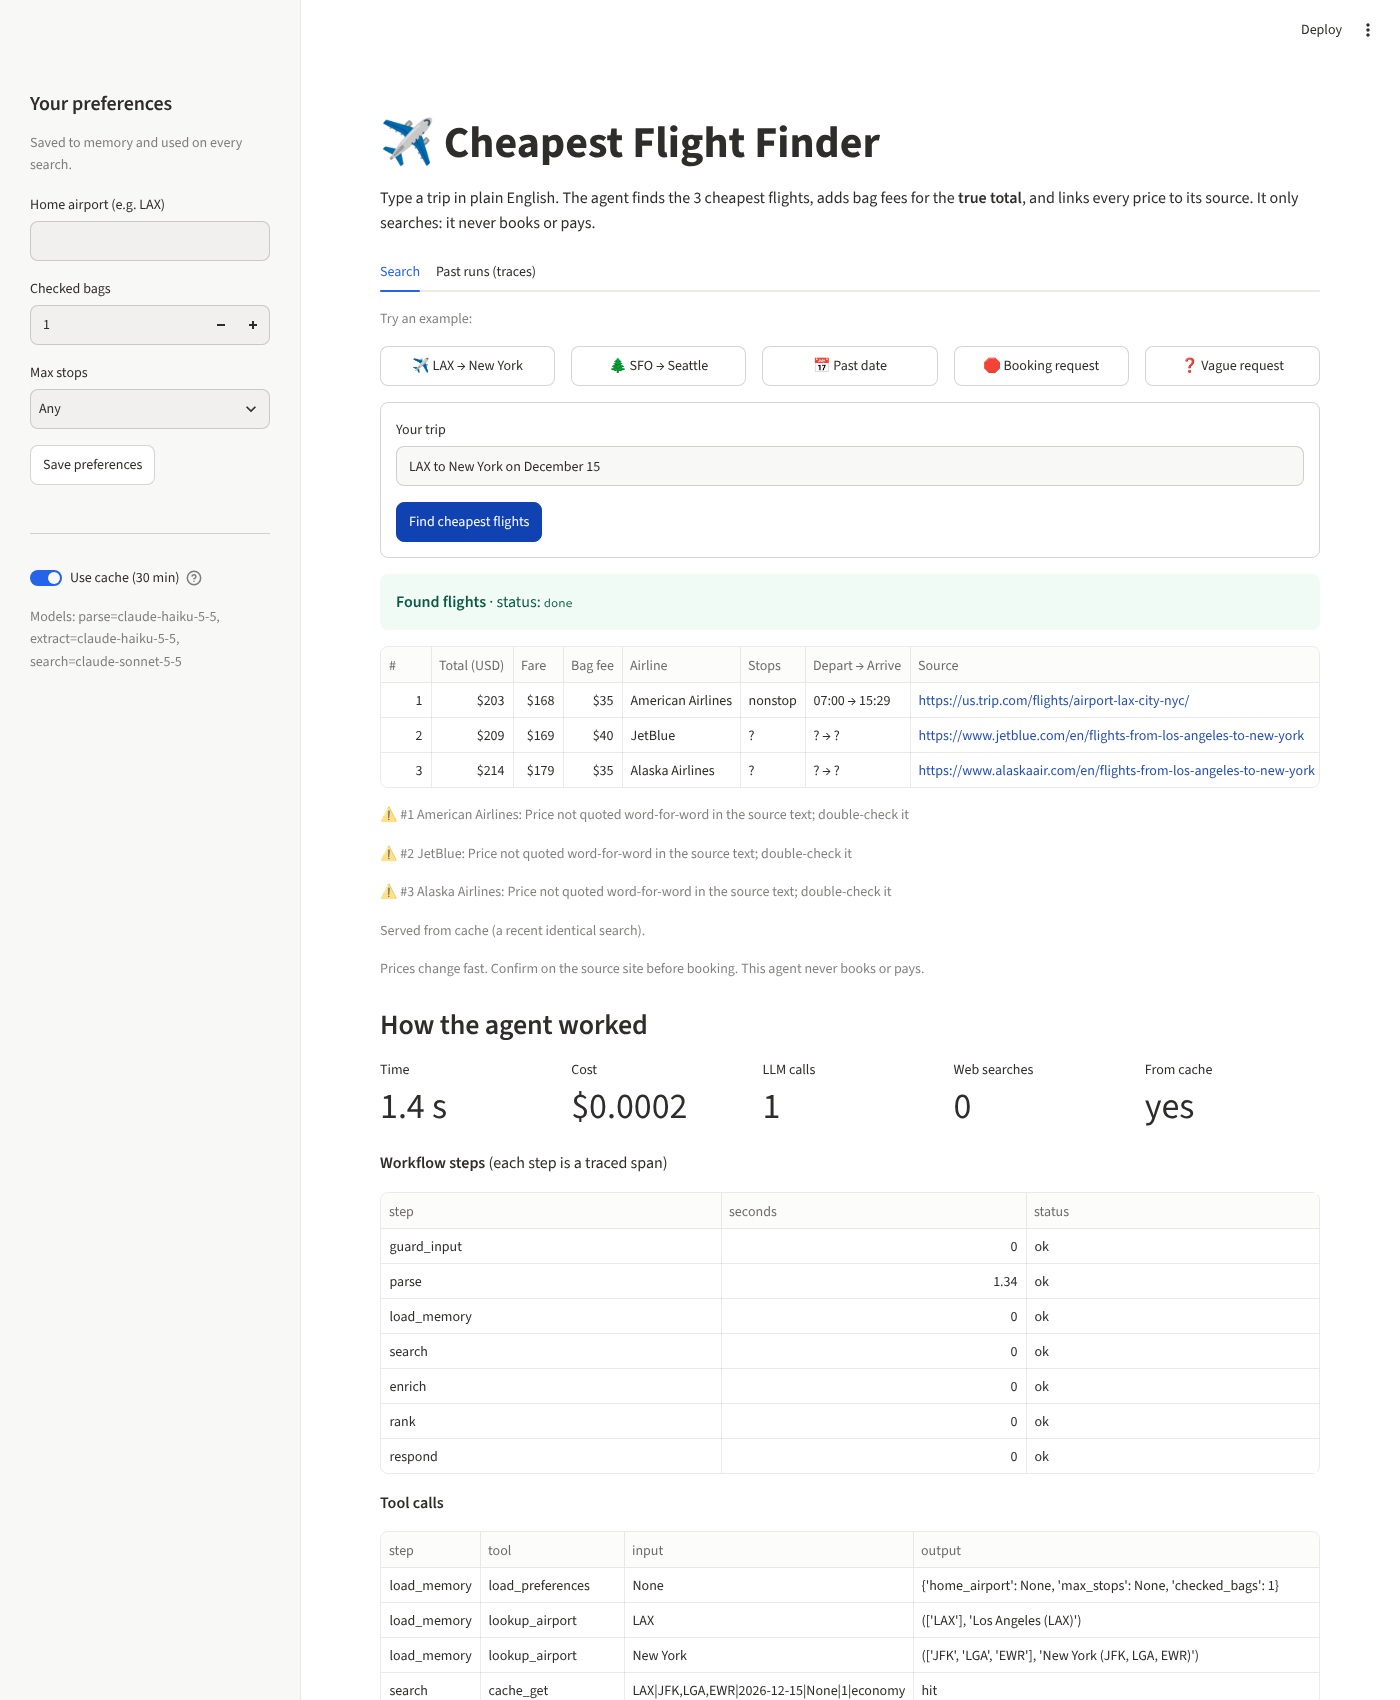 Deploy
Your preferences
Saved to memory and used on every
search.
Home airport (e.g. LAX)
Checked bags
1
Max stops
Any
Save preferences
Use cache (30 min)
Models: parse=claude-haiku-5-5,
extract=claude-haiku-5-5,
search=claude-sonnet-5-5
✈️ Cheapest Flight Finder
Type a trip in plain English. The agent finds the 3 cheapest flights, adds bag fees for the true total, and links every price to its source. It only
searches: it never books or pays.
Search Past runs (traces)
Try an example:
✈️ LAX → New York 🌲 SFO → Seattle 📅 Past date 🛑 Booking request ❓ Vague request
Your trip
LAX to New York on December 15
Find cheapest flights
Found flights · status: done
# Total (USD) Fare Bag fee Airline Stops Depart → Arrive Source
1 $203 $168 $35 American Airlines nonstop 07:00 → 15:29 https://us.trip.com/flights/airport-lax-city-nyc/
2 $209 $169 $40 JetBlue ? ? → ? https://www.jetblue.com/en/flights-from-los-angeles-to-new-york
3 $214 $179 $35 Alaska Airlines ? ? → ? https://www.alaskaair.com/en/flights-from-los-angeles-to-new-york
⚠️ #1 American Airlines: Price not quoted word-for-word in the source text; double-check it
⚠️ #2 JetBlue: Price not quoted word-for-word in the source text; double-check it
⚠️ #3 Alaska Airlines: Price not quoted word-for-word in the source text; double-check it
Served from cache (a recent identical search).
Prices change fast. Confirm on the source site before booking. This agent never books or pays.
How the agent worked
Time Cost LLM calls Web searches From cache
1.4 s $0.0002 1 0 yes
Workflow steps (each step is a traced span)
step seconds status
guard_input 0 ok
parse 1.34 ok
load_memory 0 ok
search 0 ok
enrich 0 ok
rank 0 ok
respond 0 ok
Tool calls
step tool input output
load_memory load_preferences None {'home_airport': None, 'max_stops': None, 'checked_bags': 1}
load_memory lookup_airport LAX (['LAX'], 'Los Angeles (LAX)')
load_memory lookup_airport New York (['JFK', 'LGA', 'EWR'], 'New York (JFK, LGA, EWR)')
search cache_get LAX|JFK,LGA,EWR|2026-12-15|None|1|economy hit